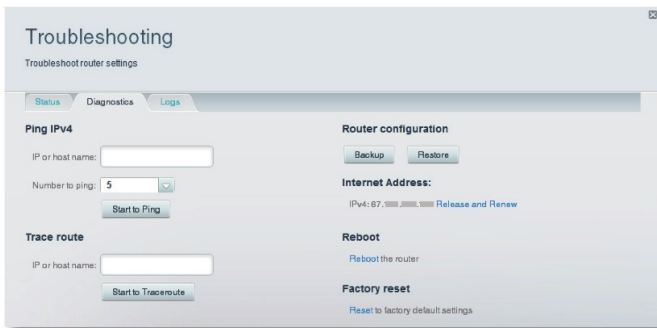 Troubleshooting
Troubleshoot router settings
Status
Diagnostics
Logs
Ping IPv4
IP or host name:
Number to ping: 5
Start to Ping
Trace route
IP or host name:
Start to Traceroute
Router configuration
Backup
Restore
Internet Address:
IPv4: 67. Release and Renew
Reboot
Reboot the router
Factory reset
Reset to factory default settings